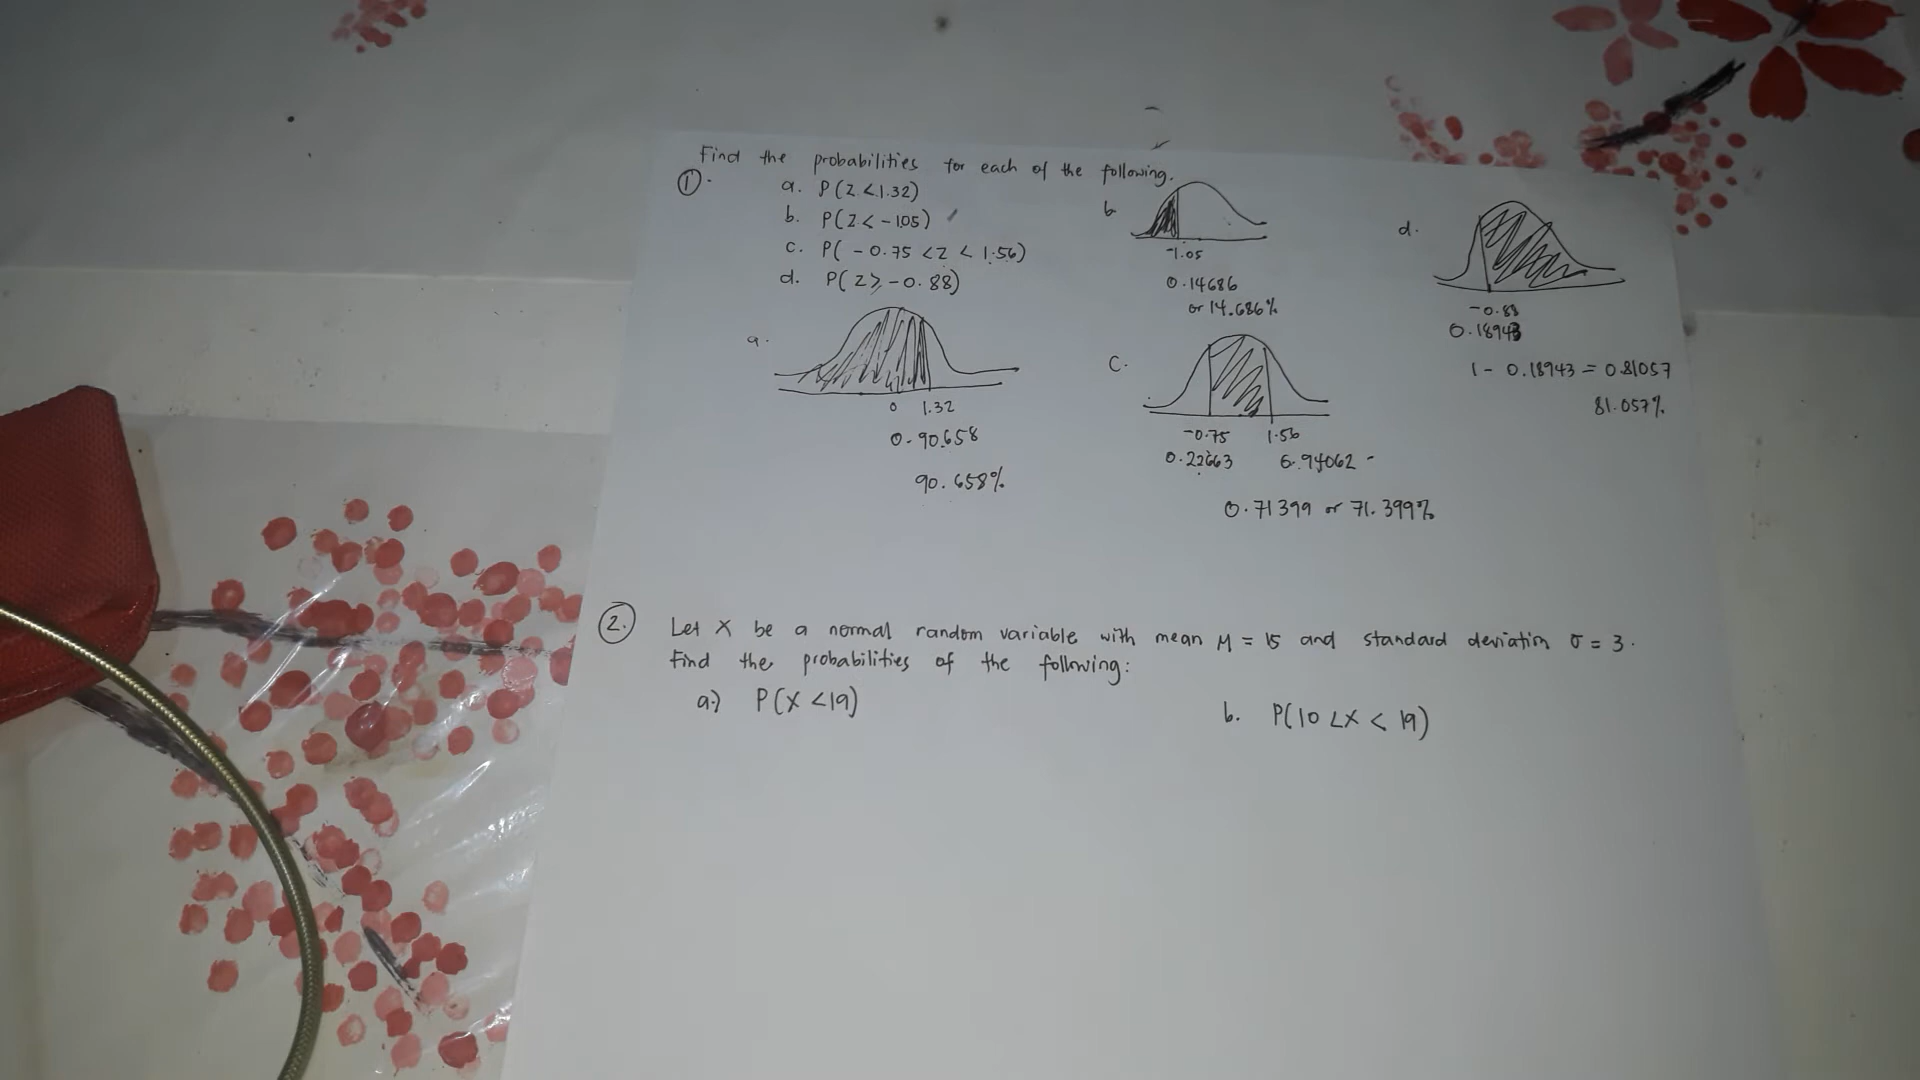 Find the probabilities for each of the following.
①.
a. P(Z < 1.32)
b. P(Z < -1.05)
c. P(-0.75 < Z < 1.56)
d. P(Z ≥ -0.88)
a.
0 1.32
0.90658
90.658%
b
-1.05
0.14686
or 14.686%
c.
-0.75 1.56
0.22663 0.94062 -
0.71399 or 71.399%
d.
-0.88
0.18943
1 - 0.18943 = 0.81057
81.057%
②. Let X be a normal random variable with mean μ = 15 and standard deviation σ = 3.
Find the probabilities of the following:
a.) P(X < 19)
b. P(10 < X < 19)